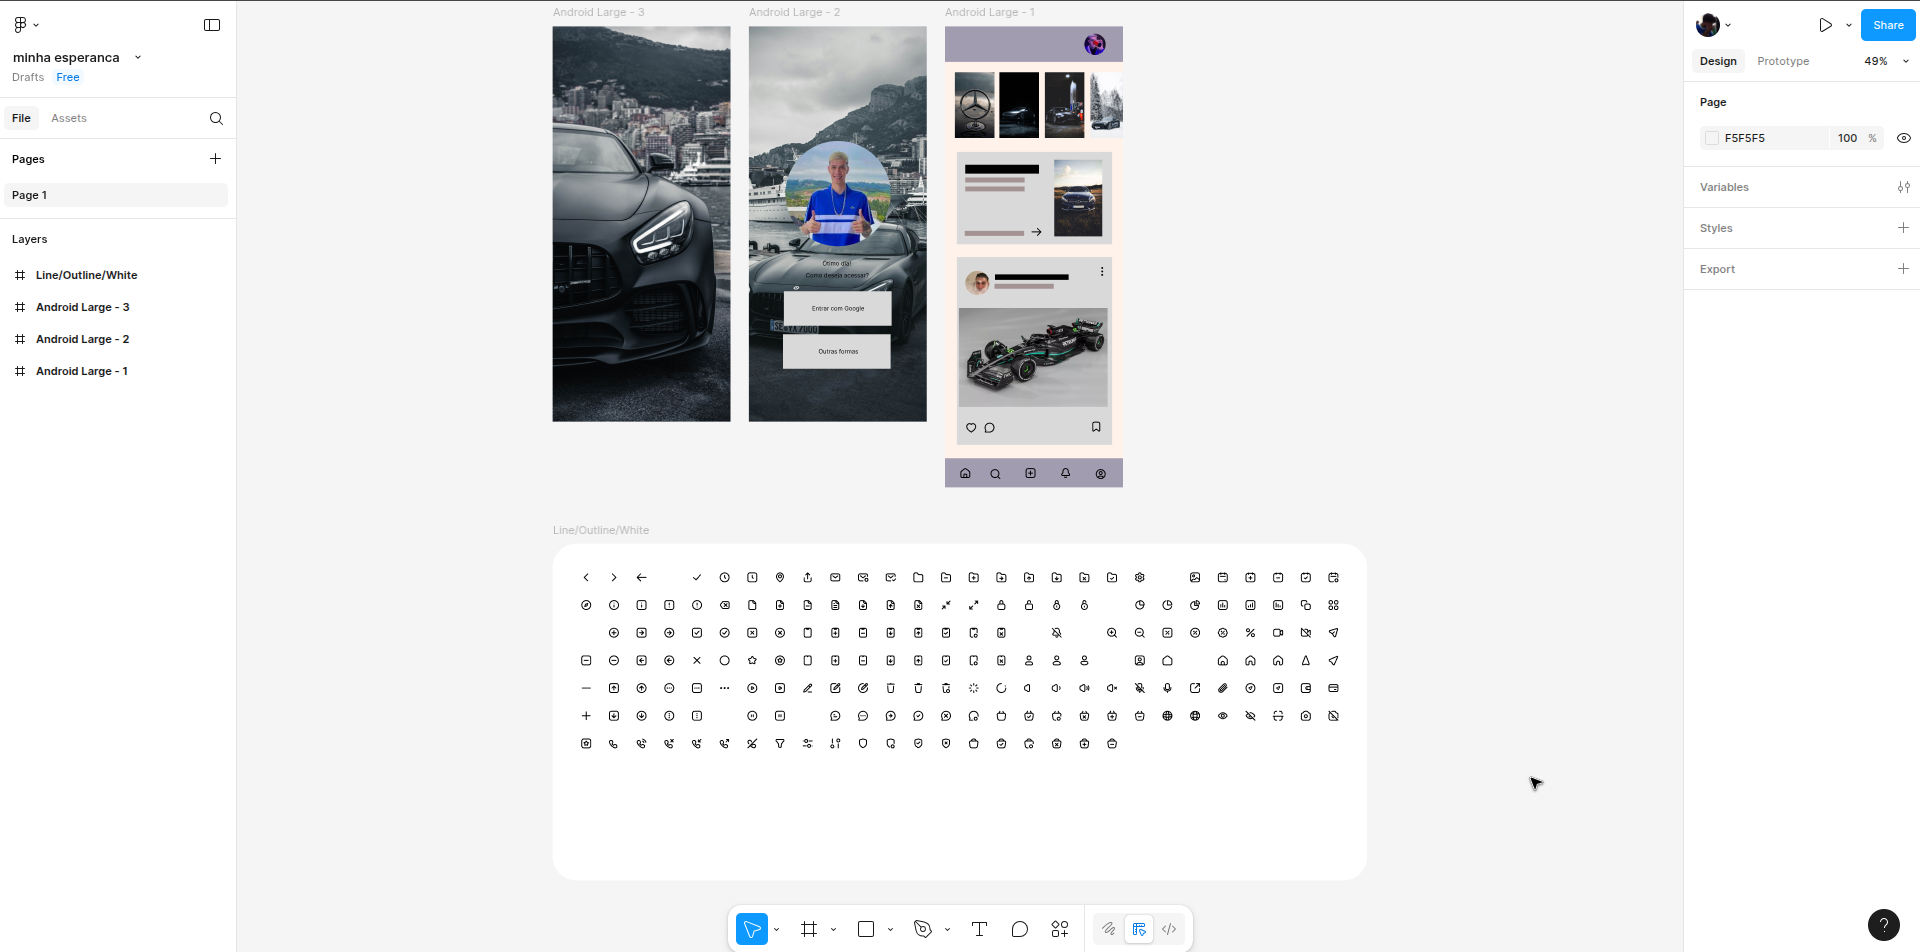 minha esperanca
Drafts Free
File Assets
Pages
Page 1
Layers
Line/Outline/White
Android Large - 3
Android Large - 2
Android Large - 1
Android Large - 3
Android Large - 2
Android Large - 1
Ótimo dia!
Como deseja acessar?
Entrar com Google
Outras formas
Line/Outline/White
Share
Design Prototype 49%
Page
F5F5F5 100 %
Variables
Styles
Export
?